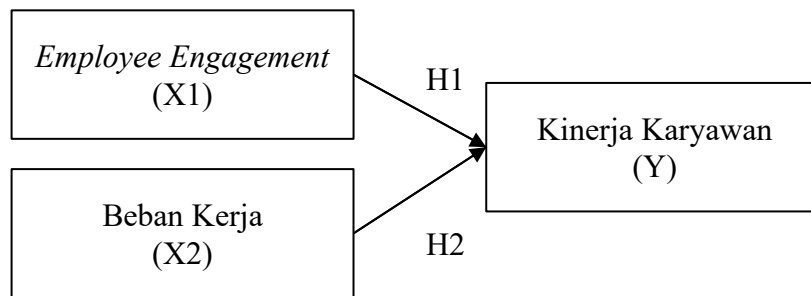 Employee Engagement
(X1)
H1
Kinerja Karyawan
(Y)
Beban Kerja
(X2)
H2